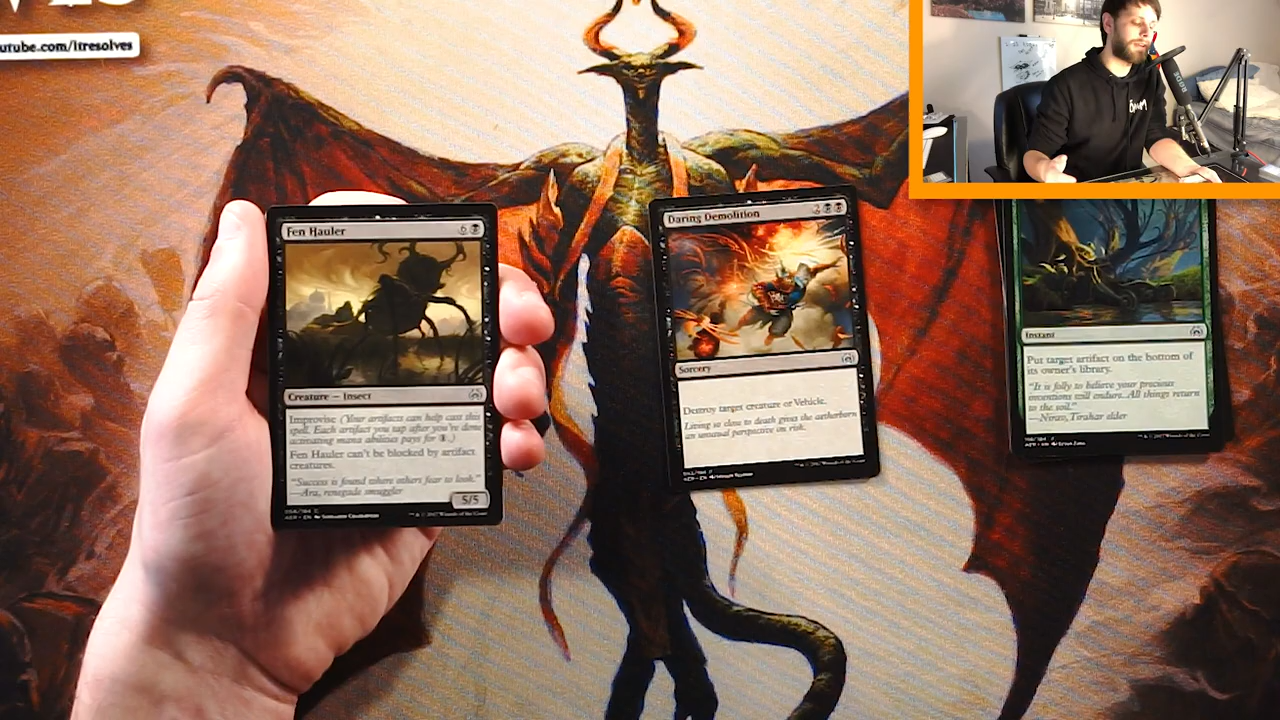 utube.com/itresolves
Fen Hauler
6
Creature — Insect
Improvise (Your artifacts can help cast this
spell. Each artifact you tap after you're done
activating mana abilities pays for 1.)
Fen Hauler can't be blocked by artifact
creatures.
"Success is found where others fear to look."
—Ara, renegade smuggler
5/5
Daring Demolition
2
Sorcery
Destroy target creature or Vehicle.
Living so close to death gives the aetherborn
an unusual perspective on risk.
Instant
Put target artifact on the bottom of
its owner's library.
"It is folly to believe your precious
inventions will endure. All things return
to the soil."
—Nirav, Tirahar elder